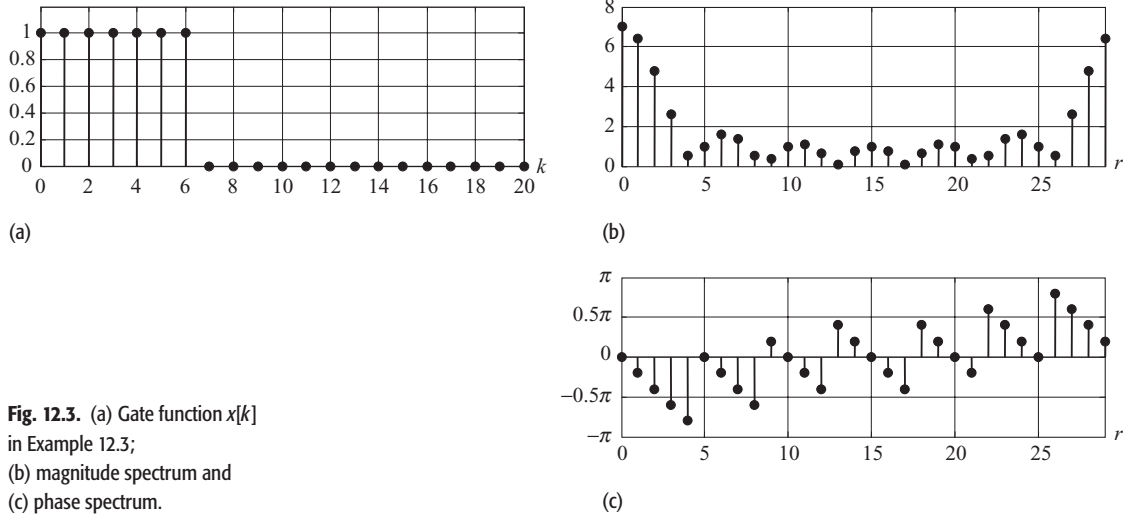 1
0.8
0.6
0.4
0.2
0
0 2 4 6 8 10 12 14 16 18 20
k
(a)
8
6
4
2
0
0 5 10 15 20 25
r
(b)
π
0.5π
0
−0.5π
−π
0 5 10 15 20 25
r
(c)
Fig. 12.3. (a) Gate function x[k]
in Example 12.3;
(b) magnitude spectrum and
(c) phase spectrum.